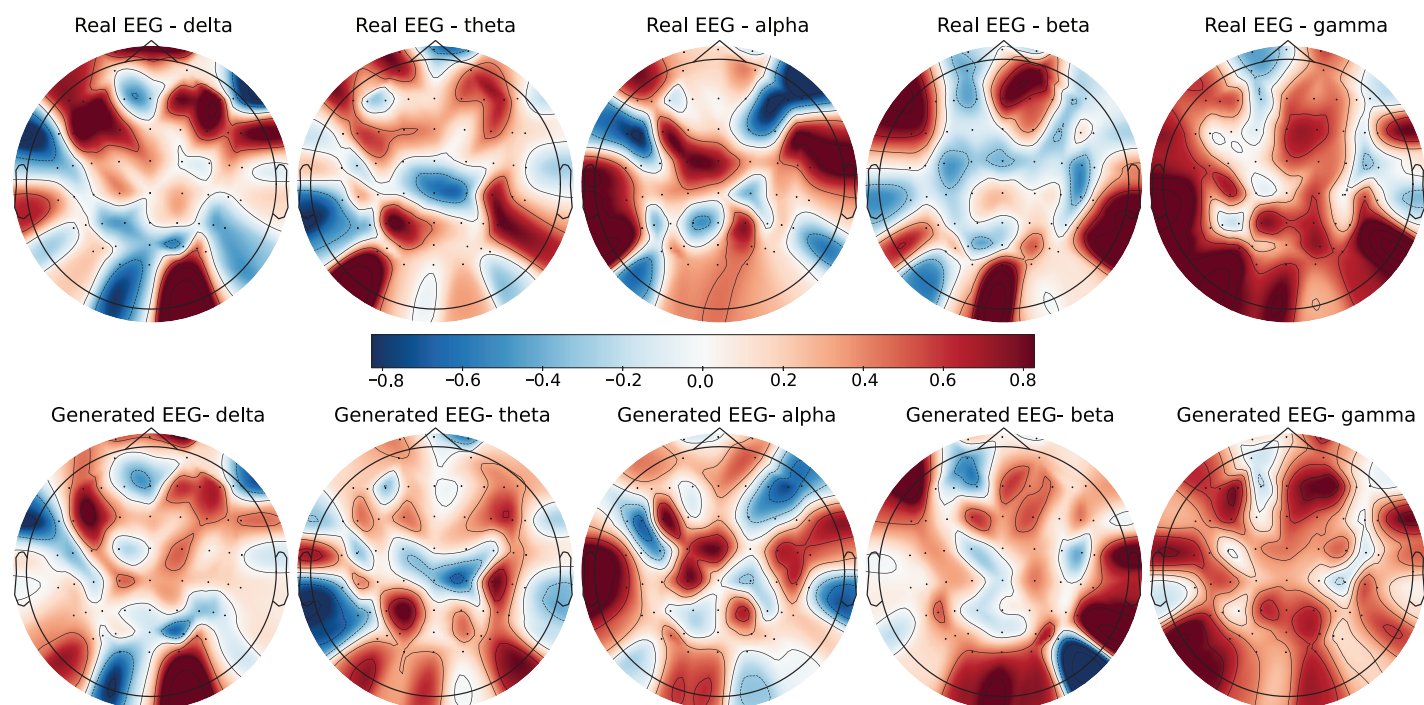 Real EEG - delta
Real EEG - theta
Real EEG - alpha
Real EEG - beta
Real EEG - gamma
−0.8 −0.6 −0.4 −0.2 0.0 0.2 0.4 0.6 0.8
Generated EEG- delta
Generated EEG- theta
Generated EEG- alpha
Generated EEG- beta
Generated EEG- gamma